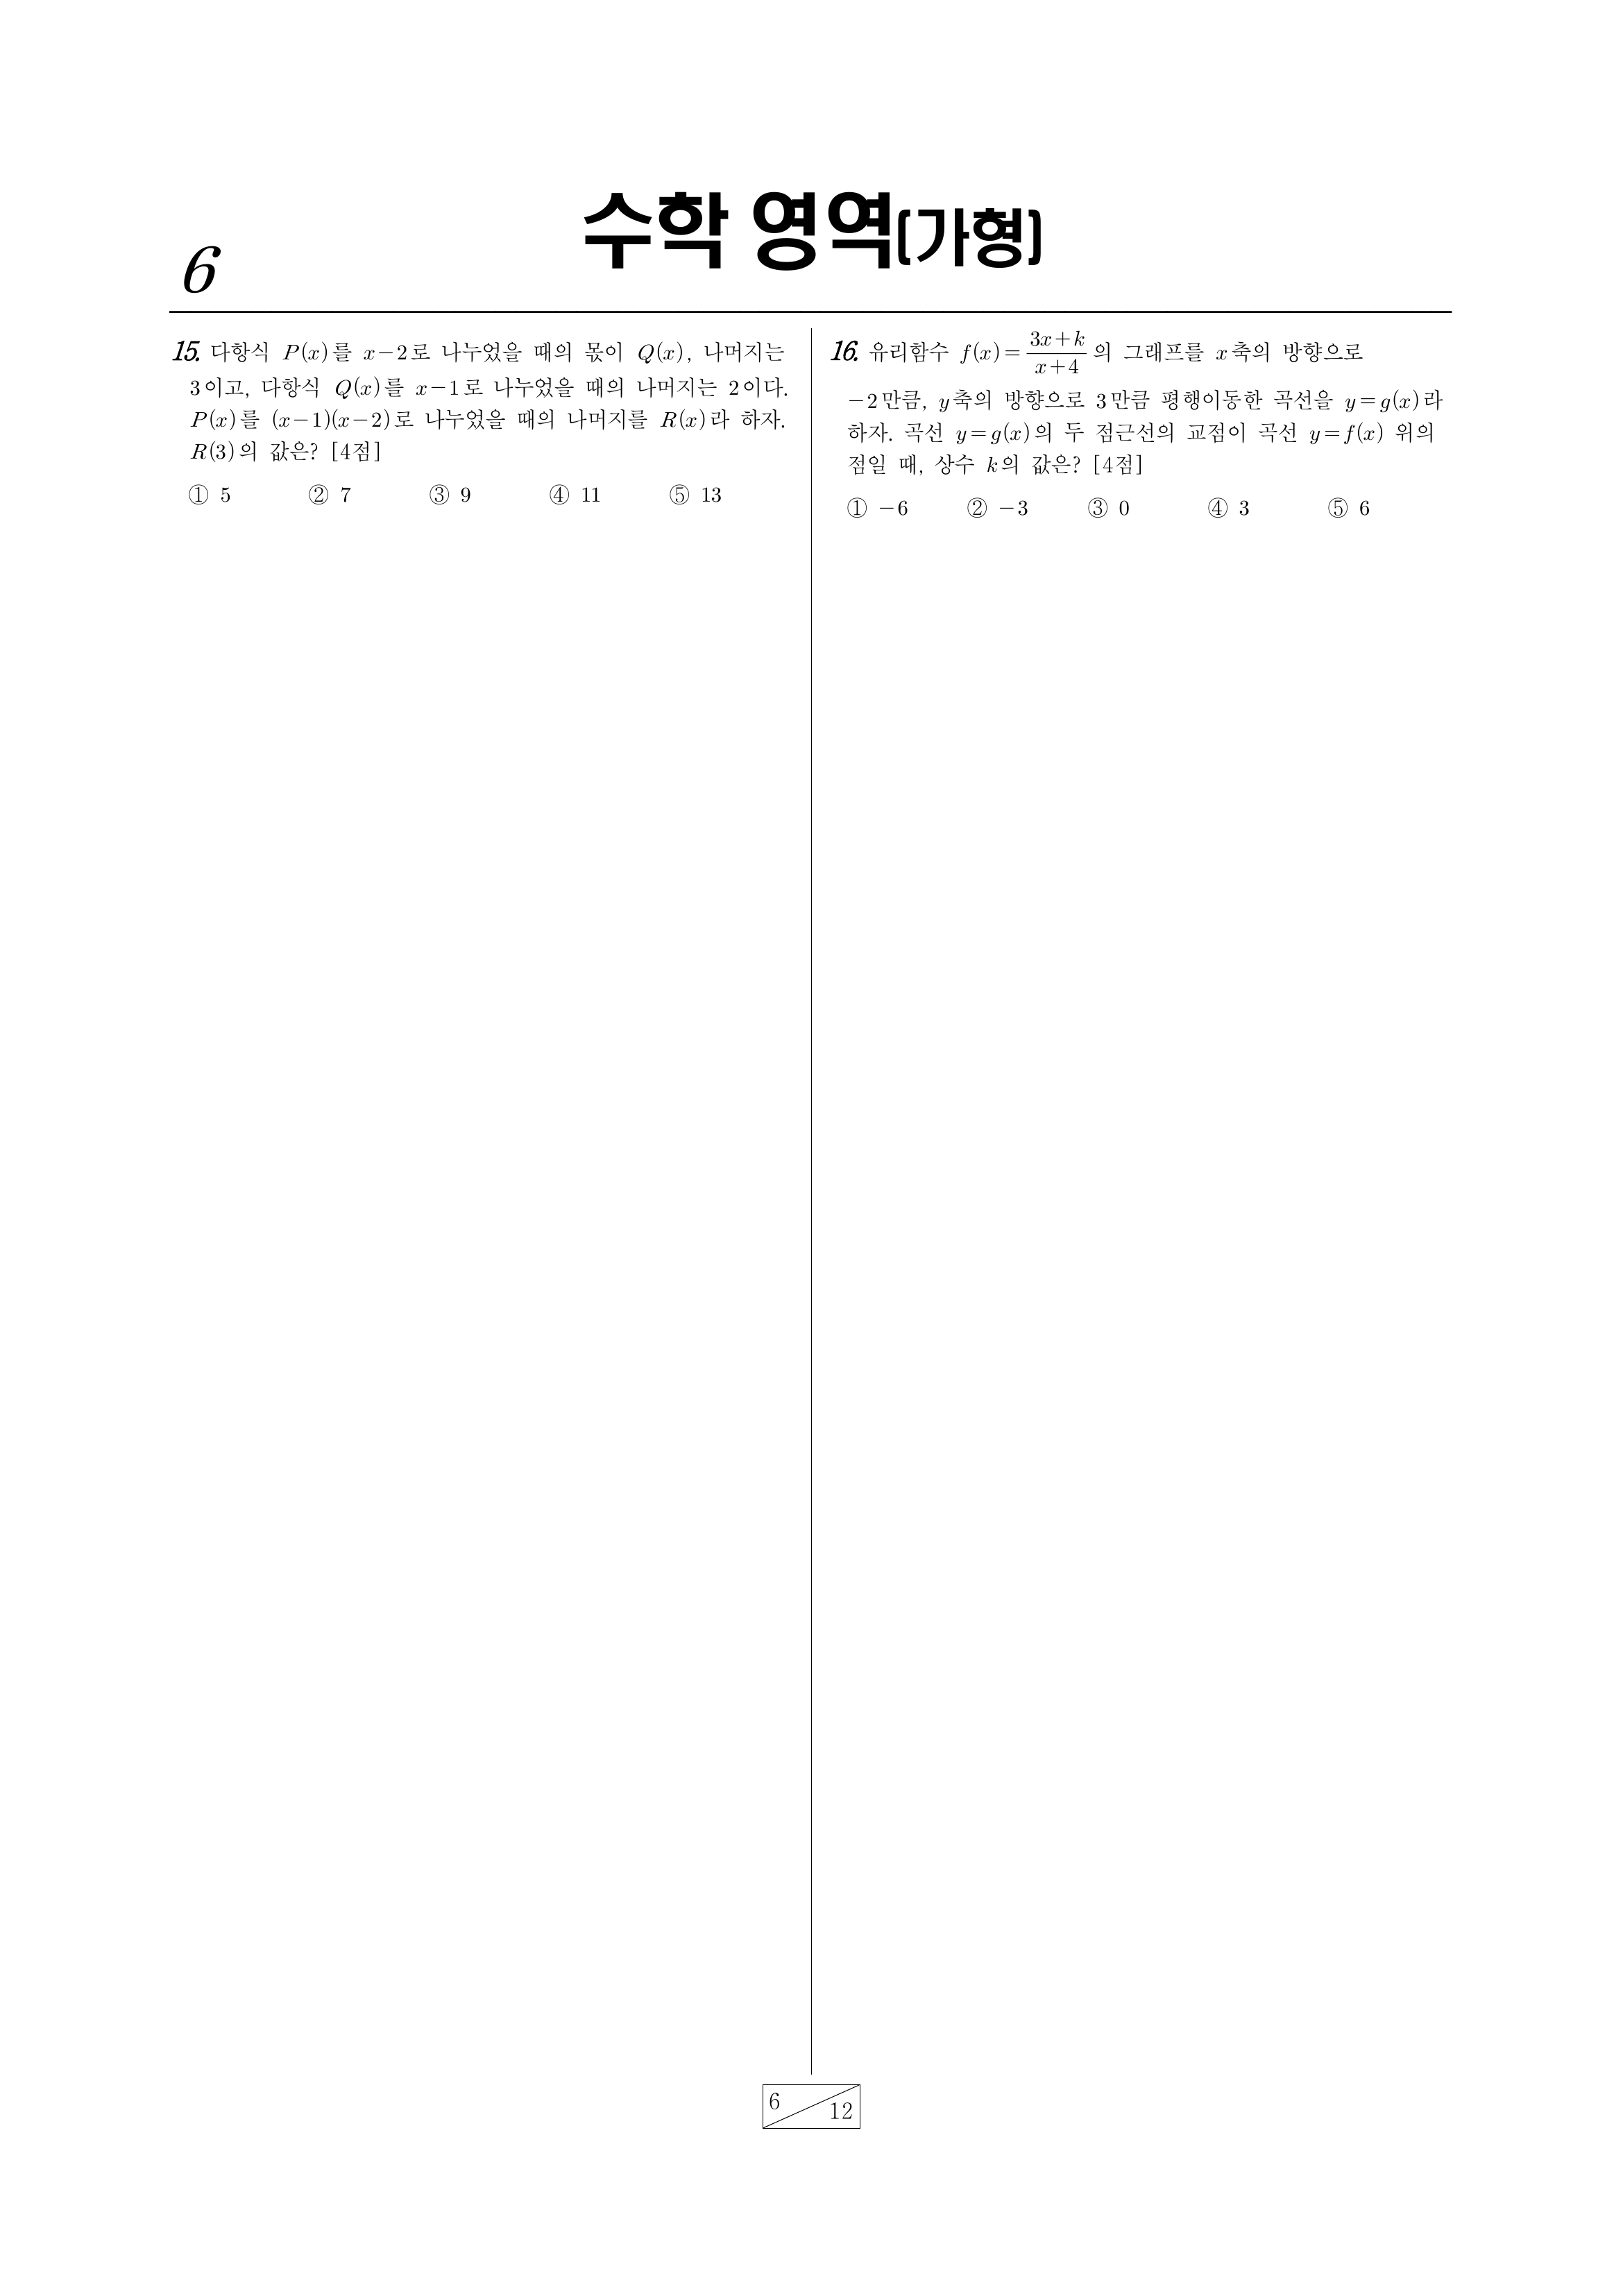 6
수학 영역(가형)
15. 다항식 P(x)를 x-2로 나누었을 때의 몫이 Q(x), 나머지는
3이고, 다항식 Q(x)를 x-1로 나누었을 때의 나머지는 2이다.
P(x)를 (x-1)(x-2)로 나누었을 때의 나머지를 R(x)라 하자.
R(3)의 값은? [4점]
① 5 ② 7 ③ 9 ④ 11 ⑤ 13
16. 유리함수 f(x)=\frac{3x+k}{x+4}의 그래프를 x축의 방향으로
-2만큼, y축의 방향으로 3만큼 평행이동한 곡선을 y=g(x)라
하자. 곡선 y=g(x)의 두 점근선의 교점이 곡선 y=f(x) 위의
점일 때, 상수 k의 값은? [4점]
① -6 ② -3 ③ 0 ④ 3 ⑤ 6
6
12